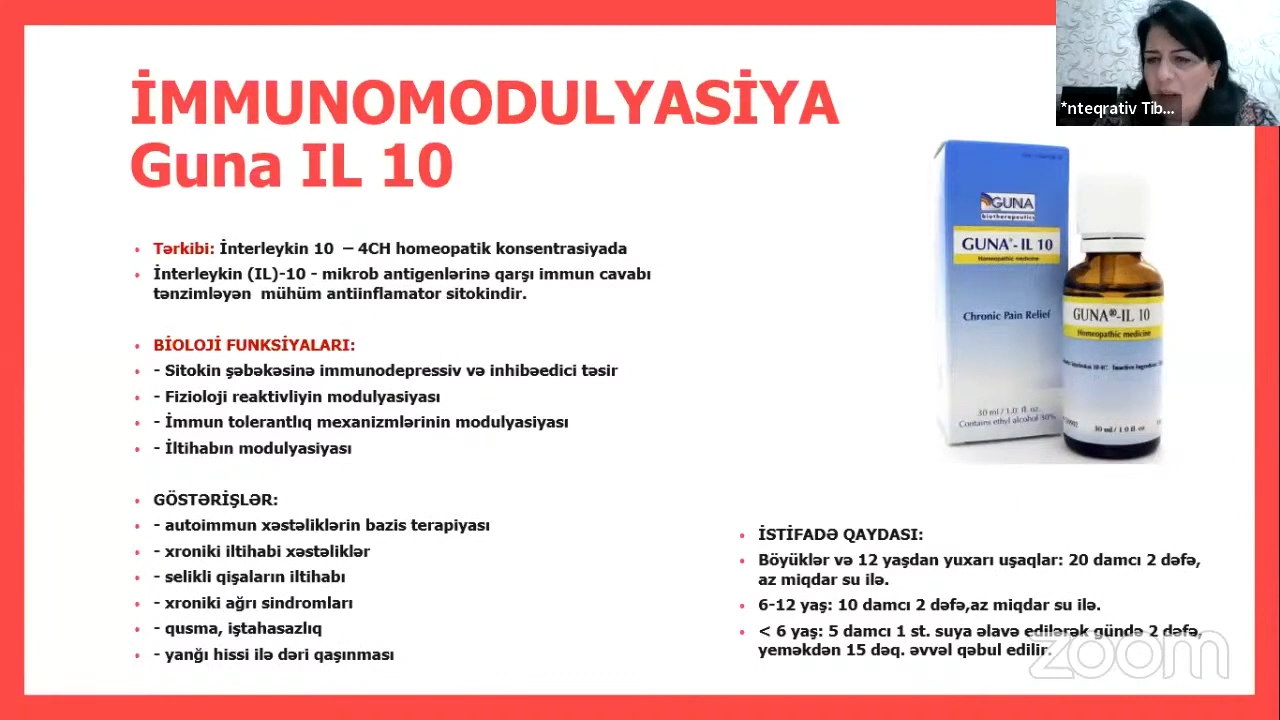 İMMUNOMODULYASİYA
Guna IL 10
*nteqrativ Tib...
• Tərkibi: İnterleykin 10 – 4CH homeopatik konsentrasiyada
• İnterleykin (IL)-10 - mikrob antigenlərinə qarşı immun cavabı
tənzimləyən mühüm antiinflamator sitokindir.
• BİOLOJİ FUNKSİYALARI:
• - Sitokin şəbəkəsinə immunodepressiv və inhibəedici təsir
• - Fizioloji reaktivliyin modulyasiyası
• - İmmun tolerantlıq mexanizmlərinin modulyasiyası
• - İltihabın modulyasiyası
• GÖSTƏRİŞLƏR:
• - autoimmun xəstəliklərin bazis terapiyası
• - xroniki iltihabi xəstəliklər
• - selikli qişaların iltihabı
• - xroniki ağrı sindromları
• - qusma, iştahasazlıq
• - yanğı hissi ilə dəri qaşınması
GUNA
biotherapeutics
GUNA®-IL 10
Homeopathic medicine
Chronic Pain Relief
30 ml / 1.0 fl. oz.
Contains ethyl alcohol 30%
GUNA®-IL 10
Homeopathic medicine
30 ml / 1.0 fl. oz
• İSTİFADƏ QAYDASI:
• Böyüklər və 12 yaşdan yuxarı uşaqlar: 20 damcı 2 dəfə,
az miqdar su ilə.
• 6-12 yaş: 10 damcı 2 dəfə,az miqdar su ilə.
• < 6 yaş: 5 damcı 1 st. suya əlavə edilərək gündə 2 dəfə,
yeməkdən 15 dəq. əvvəl qəbul edilir.
zoom